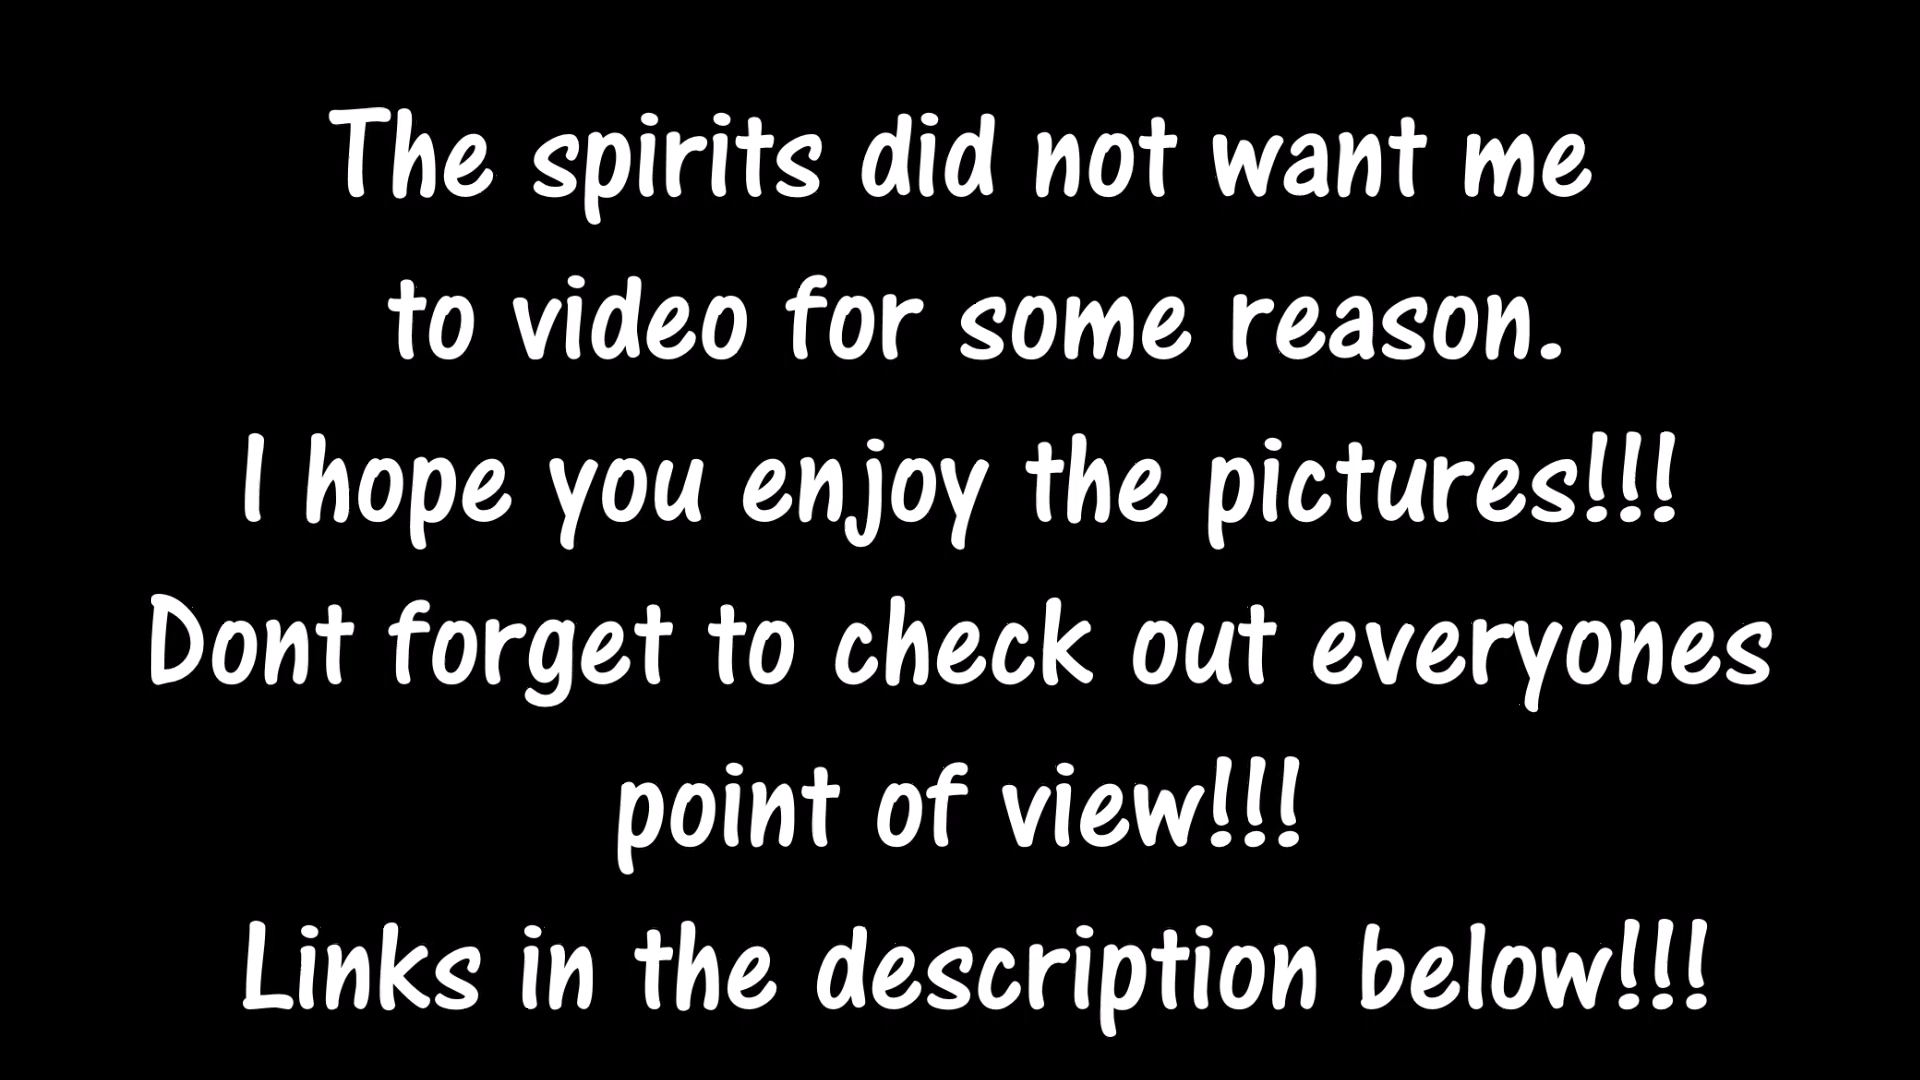 The spirits did not want me
to video for some reason.
I hope you enjoy the pictures!!!
Dont forget to check out everyones
point of view!!!
Links in the description below!!!